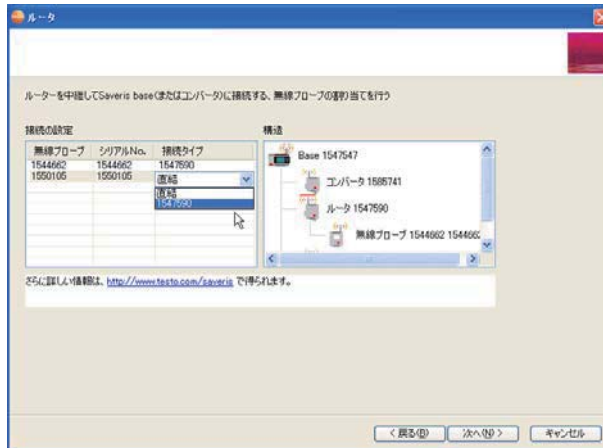 ルータ
ルーターを中継してSaveris base(またはコンバータ)に接続する、無線プローブの割り当てを行う
接続の設定
無線プローブ シリアルNo. 接続タイプ
1544662 1544662 1547590
1550105 1550105 直結
直結
1547590
構造
Base 1547547
コンバータ 1585741
ルータ 1547590
無線プローブ 1544662 1544662
さらに詳しい情報は、http://www.testo.com/saveris で得られます。
< 戻る(B) 次へ(N) > キャンセル